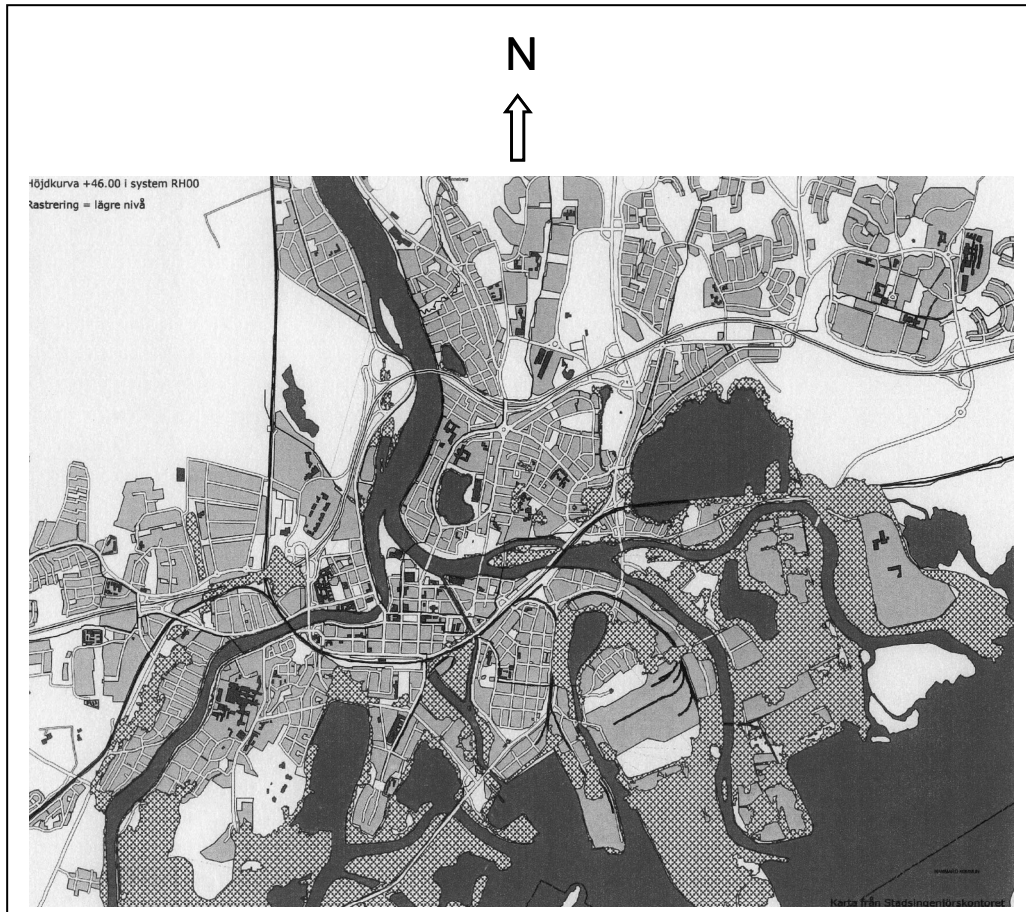 N
Höjdkurva +46.00 i system RH00
Rastrering = lägre nivå
Karta från Stadsingenjörskontoret